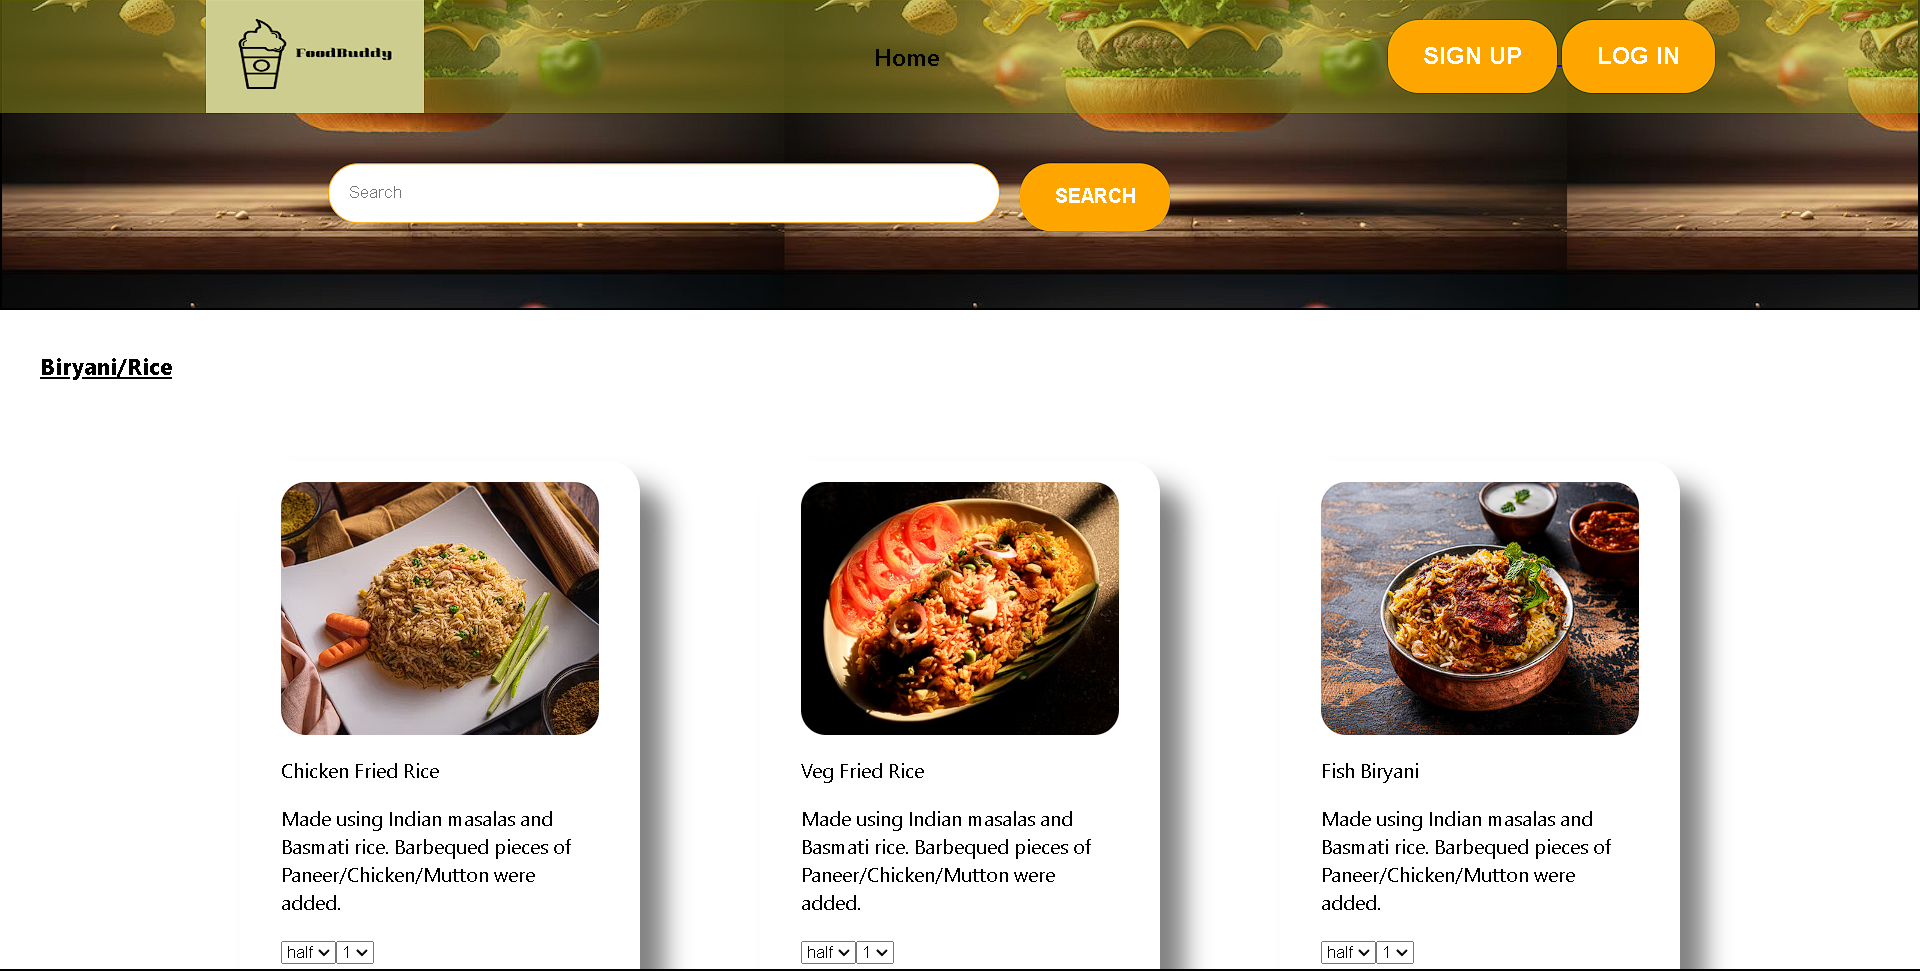 FoodBuddy
Home
SIGN UP
LOG IN
Search
SEARCH
Biryani/Rice
Chicken Fried Rice
Made using Indian masalas and
Basmati rice. Barbequed pieces of
Paneer/Chicken/Mutton were
added.
half 1
Veg Fried Rice
Made using Indian masalas and
Basmati rice. Barbequed pieces of
Paneer/Chicken/Mutton were
added.
half 1
Fish Biryani
Made using Indian masalas and
Basmati rice. Barbequed pieces of
Paneer/Chicken/Mutton were
added.
half 1